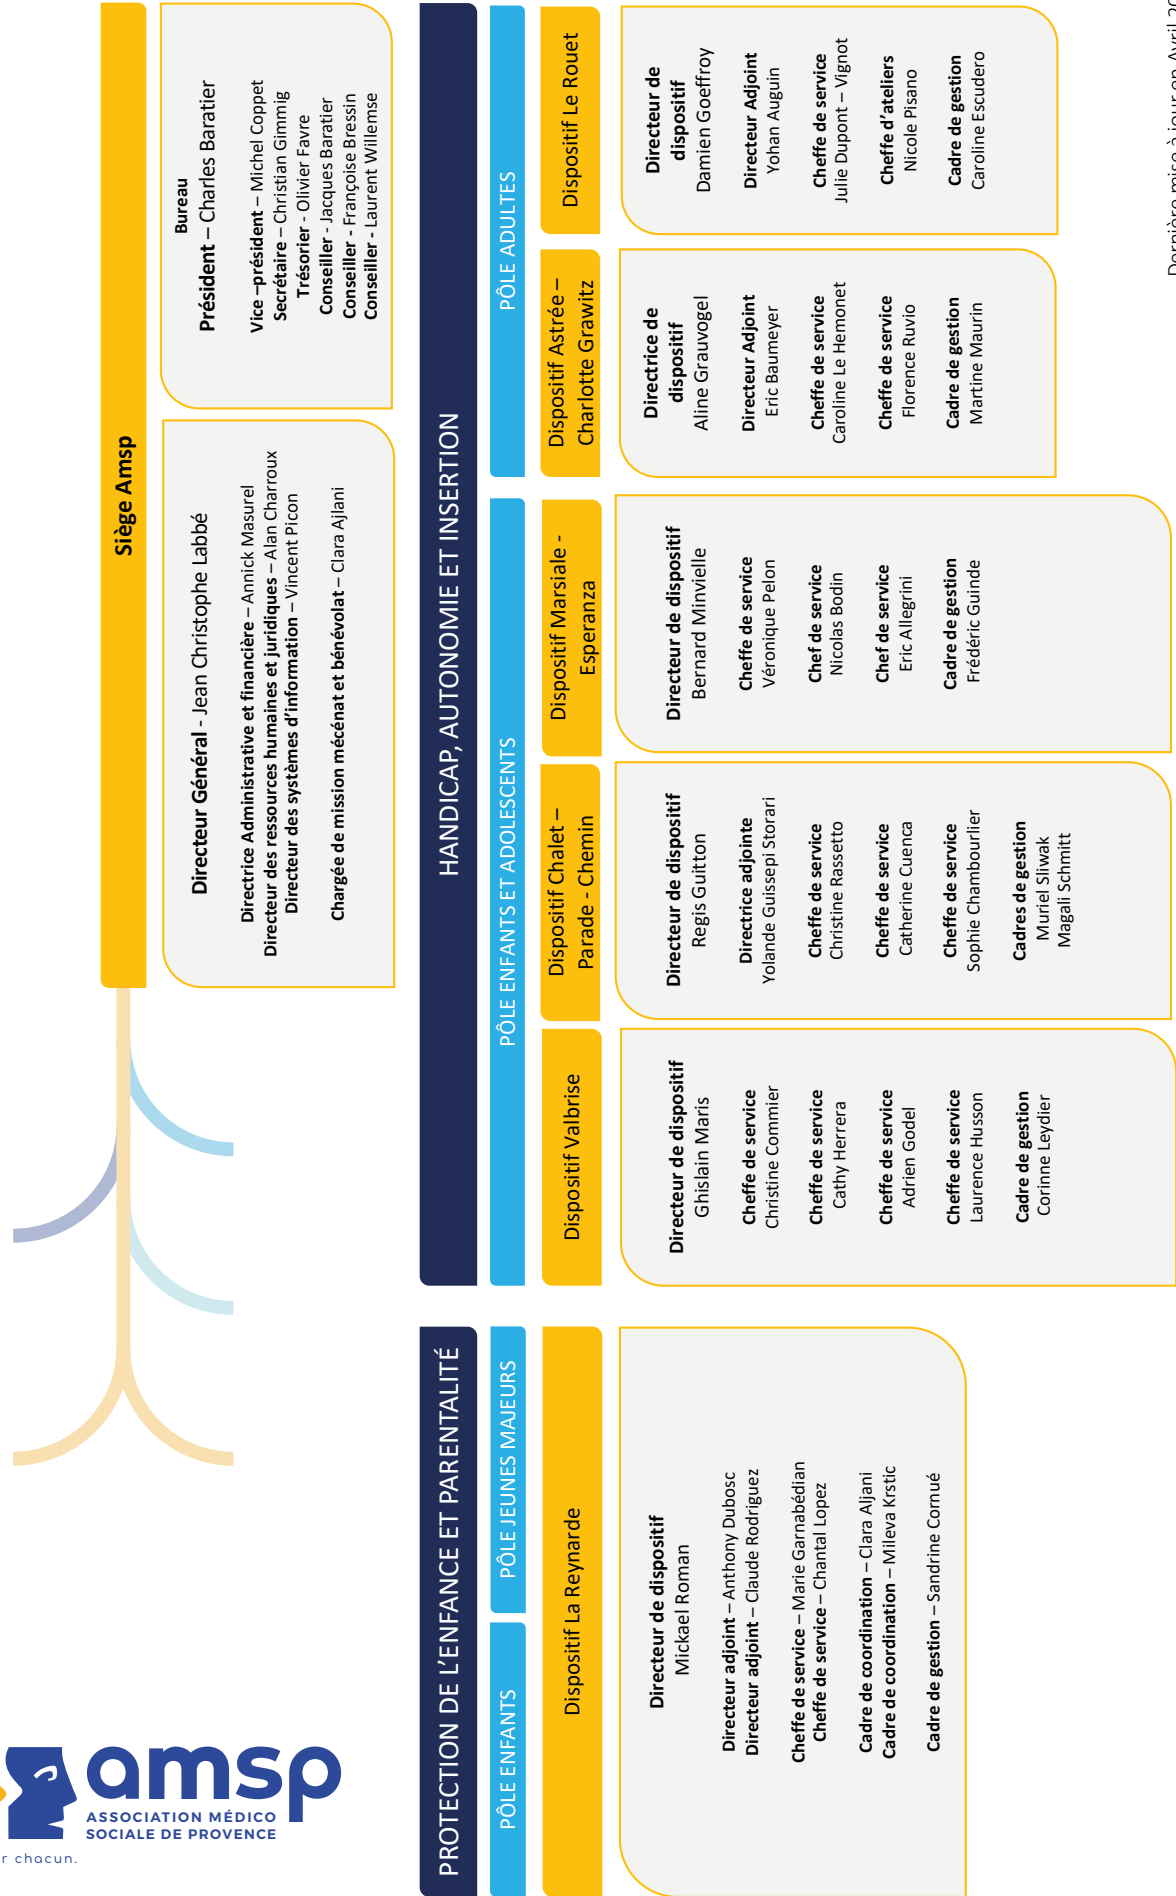 r chacun.
amsp
ASSOCIATION MÉDICO
SOCIALE DE PROVENCE
Siège Amsp
Directeur Général - Jean Christophe Labbé
Directrice Administrative et financière – Annick Masurel
Directeur des ressources humaines et juridiques – Alan Charroux
Directeur des systèmes d'information – Vincent Picon
Chargée de mission mécénat et bénévolat – Clara Ajlani
Bureau
Président – Charles Baratier
Vice –président – Michel Coppet
Secrétaire – Christian Gimmig
Trésorier - Olivier Favre
Conseiller - Jacques Baratier
Conseiller - Françoise Bressin
Conseiller - Laurent Willemse
PROTECTION DE L'ENFANCE ET PARENTALITÉ
PÔLE ENFANTS
PÔLE JEUNES MAJEURS
Dispositif La Reynarde
Directeur de dispositif
Mickael Roman
Directeur adjoint – Anthony Dubosc
Directeur adjoint – Claude Rodriguez
Cheffe de service – Marie Garnabédian
Cheffe de service – Chantal Lopez
Cadre de coordination – Clara Aljani
Cadre de coordination – Mileva Krstic
Cadre de gestion – Sandrine Cornué
HANDICAP, AUTONOMIE ET INSERTION
PÔLE ENFANTS ET ADOLESCENTS
Dispositif Valbrise
Directeur de dispositif
Ghislain Maris
Cheffe de service
Christine Commier
Cheffe de service
Cathy Herrera
Cheffe de service
Adrien Godel
Cheffe de service
Laurence Husson
Cadre de gestion
Corinne Leydier
Dispositif Chalet –
Parade - Chemin
Directeur de dispositif
Regis Guitton
Directrice adjointe
Yolande Guissepi Storari
Cheffe de service
Christine Rassetto
Cheffe de service
Catherine Cuenca
Cheffe de service
Sophie Chambourlier
Cadres de gestion
Muriel Sliwak
Magali Schmitt
Dispositif Marsiale -
Esperanza
Directeur de dispositif
Bernard Minvielle
Cheffe de service
Véronique Pelon
Chef de service
Nicolas Bodin
Chef de service
Eric Allegrini
Cadre de gestion
Frédéric Guinde
PÔLE ADULTES
Dispositif Astrée –
Charlotte Grawitz
Directrice de
dispositif
Aline Grauvogel
Directeur Adjoint
Eric Baumeyer
Cheffe de service
Caroline Le Hemonet
Cheffe de service
Florence Ruvio
Cadre de gestion
Martine Maurin
Dispositif Le Rouet
Directeur de
dispositif
Damien Goeffroy
Directeur Adjoint
Yohan Auguin
Cheffe de service
Julie Dupont – Vignot
Cheffe d'ateliers
Nicole Pisano
Cadre de gestion
Caroline Escudero
Dernière mise à jour en Avril 20